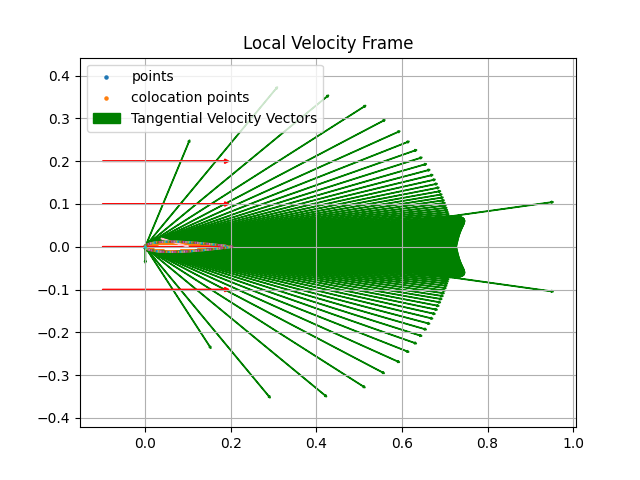 Local Velocity Frame
points
colocation points
Tangential Velocity Vectors
0.4
0.3
0.2
0.1
0.0
−0.1
−0.2
−0.3
−0.4
0.0 0.2 0.4 0.6 0.8 1.0